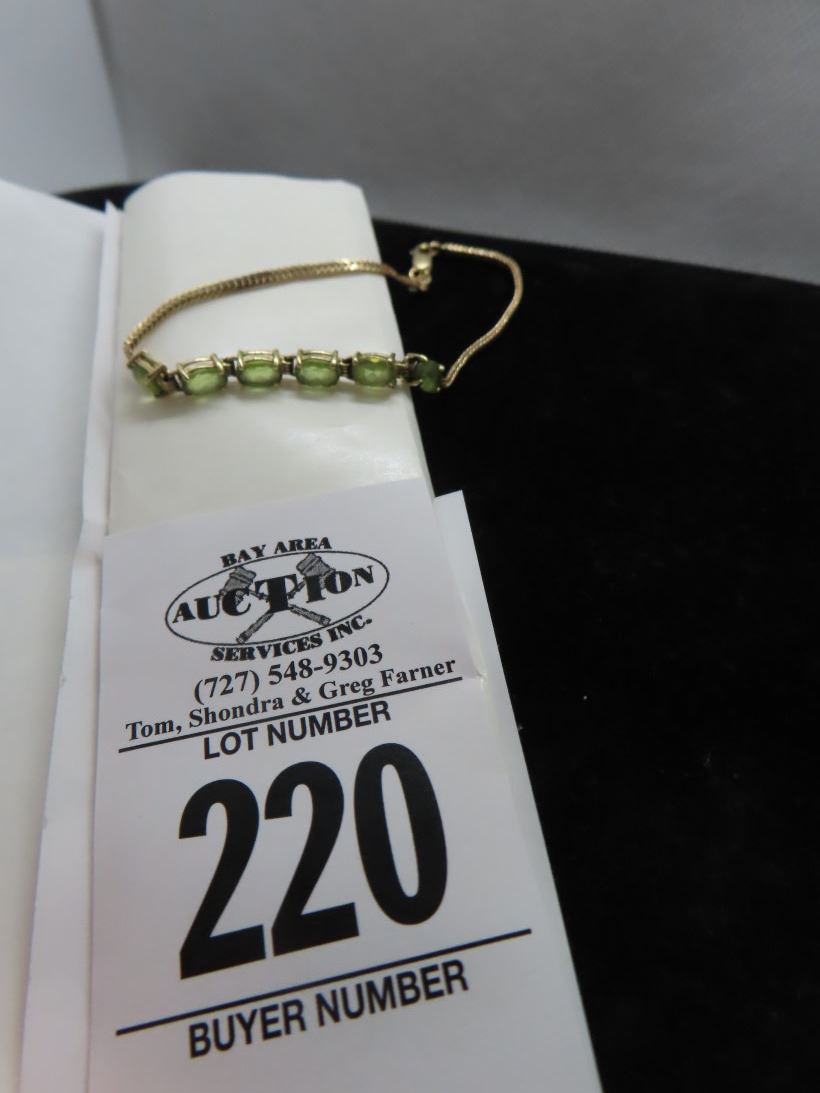 BAY AREA
AUCTION
SERVICES INC.
(727) 548-9303
Tom, Shondra & Greg Farner
LOT NUMBER
220
BUYER NUMBER